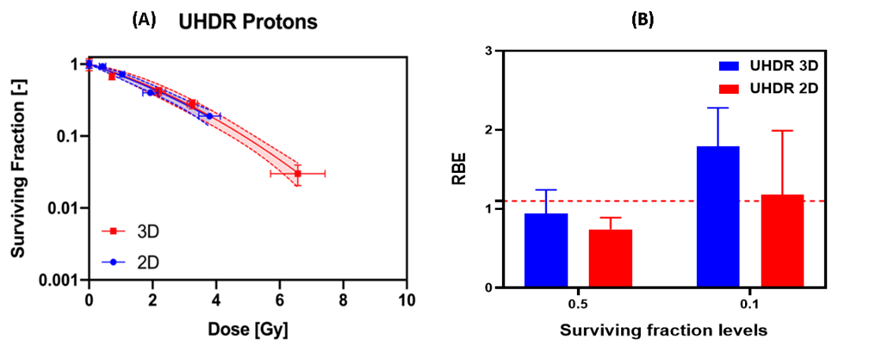 (A) UHDR Protons
1
0.1
0.01
0.001
Surviving Fraction [-]
3D
2D
0 2 4 6 8 10
Dose [Gy]
(B)
3
2
1
0
RBE
UHDR 3D
UHDR 2D
0.5 0.1
Surviving fraction levels